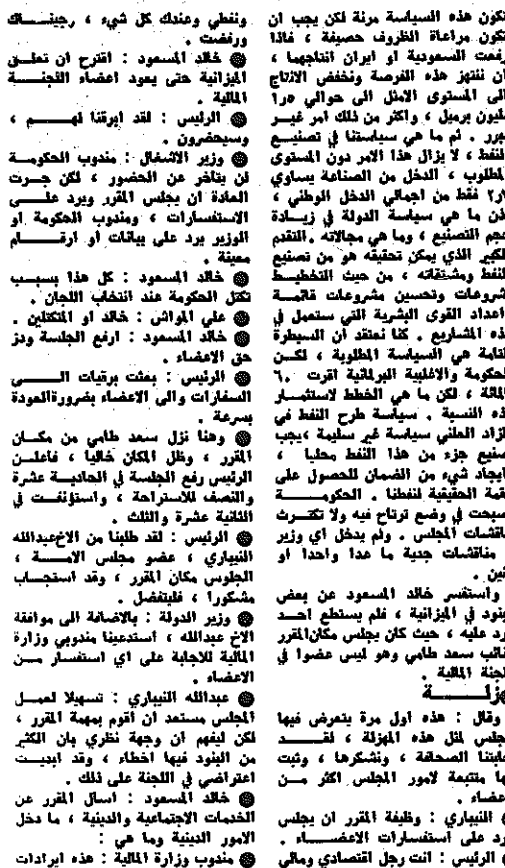 تكون هذه السياسة مرنة لكن يجب ان
تكون مراعاة الظروف حصيفة ، فاذا
رفعت السعودية او ايران انتاجهما ،
ان ننتهز هذه الفرصة ونخفض الانتاج
الى المستوى الامثل الى حوالي ١٫٥
مليون برميل ، واكثر من ذلك امر غير
مبرر . ثم ما هي سياستنا في تصنيع
النفط ، لا يزال هذا الامر دون المستوى
المطلوب ، الدخل من الصناعة يساوي
٢٫٢ فقط من اجمالي الدخل الوطني ،
اذن ما هي سياسة الدولة في زيادة
حجم التصنيع ، وما هي مجالاته . التقدم
الكبير الذي يمكن تحقيقه هو من تصنيع
النفط ومشتقاته ، من حيث التخطيط
لمشروعات وتحسين مشروعات قائمة
واعداد القوى البشرية التي ستعمل في
هذه المشاريع . كنا نعتقد ان السيطرة
التامة هي السياسة المطلوبة ، لكن
الحكومة والاغلبية البرلمانية اقرت ٦٠
بالمائة ، لكن ما هي الخطط لاستثمار
هذه النسبة . سياسة طرح النفط في
المزاد العلني سياسة غير سليمة ، يجب
تصنيع جزء من هذا النفط محليا ،
وايجاد شيء من الضمان للحصول على
القيمة الحقيقية لنفطنا . الحكومة
اصبحت في وضع ترتاح فيه ولا تكترث
بمناقشات المجلس . ولم يدخل أي وزير
في مناقشات جدية ما عدا واحدا او
اثنين .
واستفسر خالد المسعود عن بعض
البنود في الميزانية ، فلم يستطع احد
الرد عليه ، حيث كان يجلس مكان المقرر
النائب سعد طامي وهو ليس عضوا في
اللجنة المالية .
مهزلة
وقال : هذه اول مرة يتعرض فيها
المجلس لمثل هذه المهزلة ، لقد
عاتبتنا الصحافة ، ونشكرها ، وثبت
انها متتبعة لامور المجلس اكثر من
الاعضاء .
النيباري : وظيفة المقرر ان يجلس
ويرد على استفسارات الاعضاء .
الرئيس : انت رجل اقتصادي ومالي
وتغطي وعندك كل شيء ، رجيناك
ورفضت .
خالد المسعود : اقترح ان تعلق
الميزانية حتى يعود اعضاء اللجنة
المالية .
الرئيس : لقد ابرقنا لهم ،
وسيحضرون .
وزير الاشغال : مندوب الحكومة
لن يتاخر عن الحضور ، لكن جرت
العادة ان يجلس المقرر ويرد على
الاستفسارات ، ومندوب الحكومة او
الوزير يرد على بيانات أو ارقام
معينة .
خالد المسعود : كل هذا بسبب
تكتل الحكومة عند انتخاب اللجان .
علي المواش : خالد او المتكتلين .
خالد المسعود : ارفع الجلسة ودز
حق الاعضاء .
الرئيس : بعثت برقيات الى
السفارات والى الاعضاء بضرورة العودة
بسرعة .
وهنا نزل سعد طامي من مكان
المقرر ، وظل المكان خاليا ، فاعلن
الرئيس رفع الجلسة في الحادية عشرة
والنصف للاستراحة ، واستؤنفت في
الثانية عشرة والثلث .
الرئيس : لقد طلبنا من الاخ عبدالله
النيباري ، عضو مجلس الامة ،
الجلوس مكان المقرر ، وقد استجاب
مشكورا ، فليتفضل .
وزير الدولة : بالاضافة الى موافقة
الاخ عبدالله ، استدعينا مندوبي وزارة
المالية للاجابة على اي استفسار من
الاعضاء .
عبدالله النيباري : تسهيلا لعمل
المجلس مستعد ان اقوم بمهمة المقرر ،
لكن ليفهم ان وجهة نظري بان الكثير
من البنود فيها اخطاء ، وقد ابديت
اعتراضي في اللجنة على ذلك .
خالد المسعود : اسال المقرر عن
الخدمات الاجتماعية والدينية ، ما دخل
الامور الدينية وما هي :
مندوب وزارة المالية : هذه ايرادات